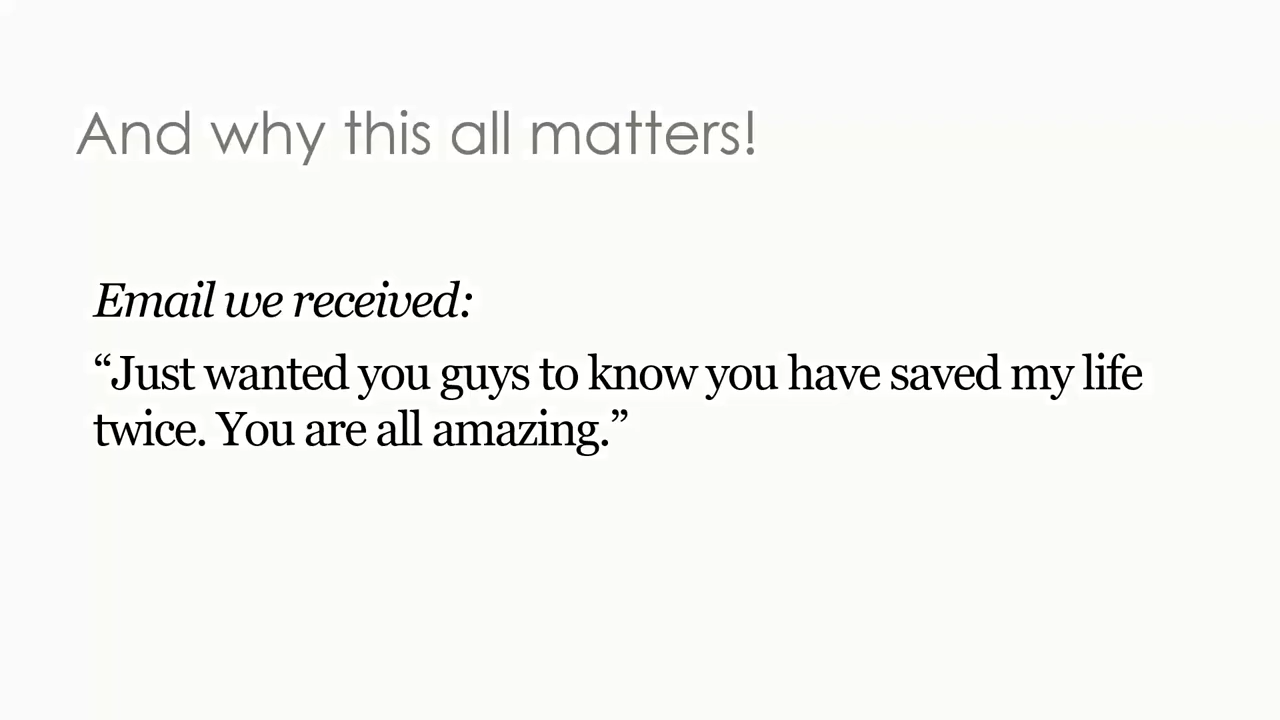 And why this all matters!
Email we received:
“Just wanted you guys to know you have saved my life
twice. You are all amazing.”